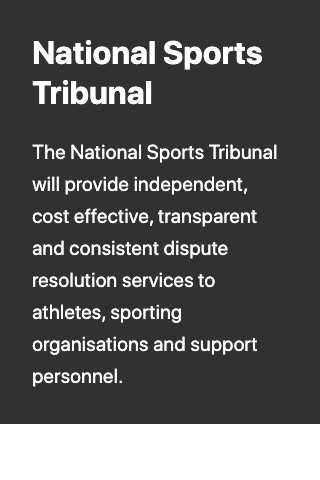 National Sports
Tribunal
The National Sports Tribunal
will provide independent,
cost effective, transparent
and consistent dispute
resolution services to
athletes, sporting
organisations and support
personnel.